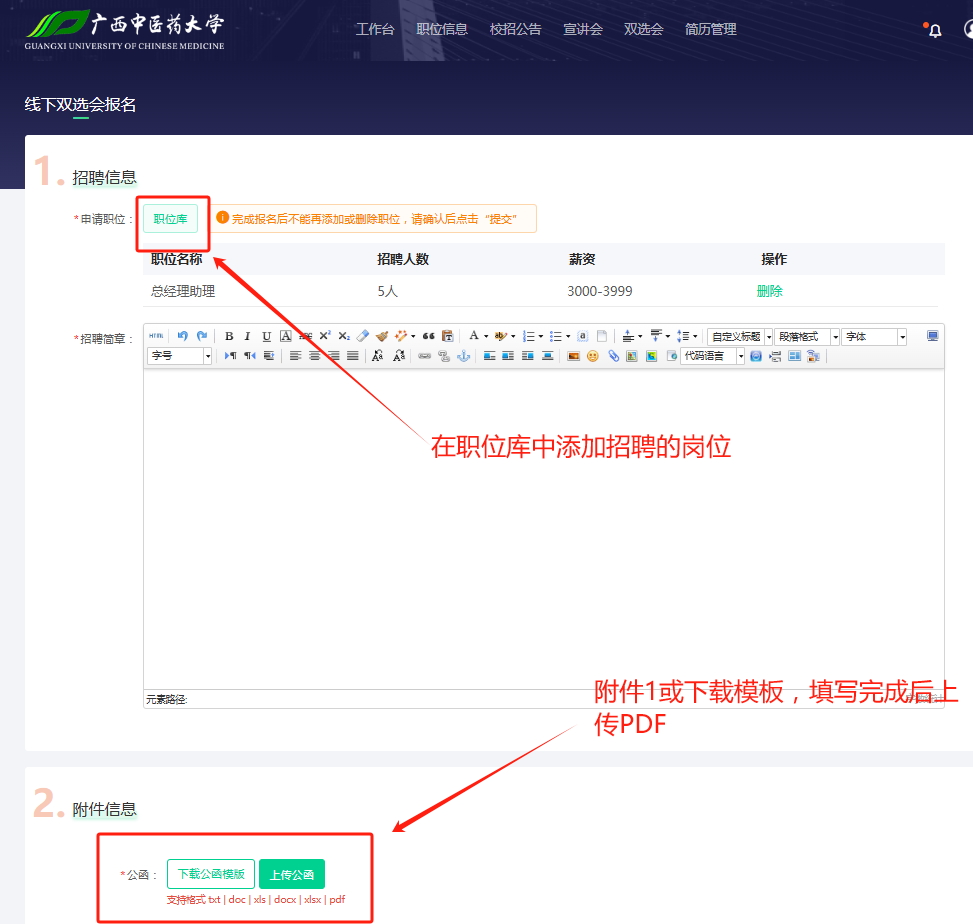 广西中医药大学
GUANGXI UNIVERSITY OF CHINESE MEDICINE
工作台 职位信息 校招公告 宣讲会 双选会 简历管理
线下双选会报名
1. 招聘信息
*申请职位： 职位库 完成报名后不能再添加或删除职位，请确认后点击“提交”
职位名称 招聘人数 薪资 操作
总经理助理 5人 3000-3999 删除
*招聘简章：
HTML B I U A ABC X² X₂ A 自定义标题 段落格式 字体
字号 代码语言
在职位库中添加招聘的岗位
元素路径:
附件1或下载模板，填写完成后上
传PDF
2. 附件信息
*公函： 下载公函模版 上传公函
支持格式 txt | doc | xls | docx | xlsx | pdf